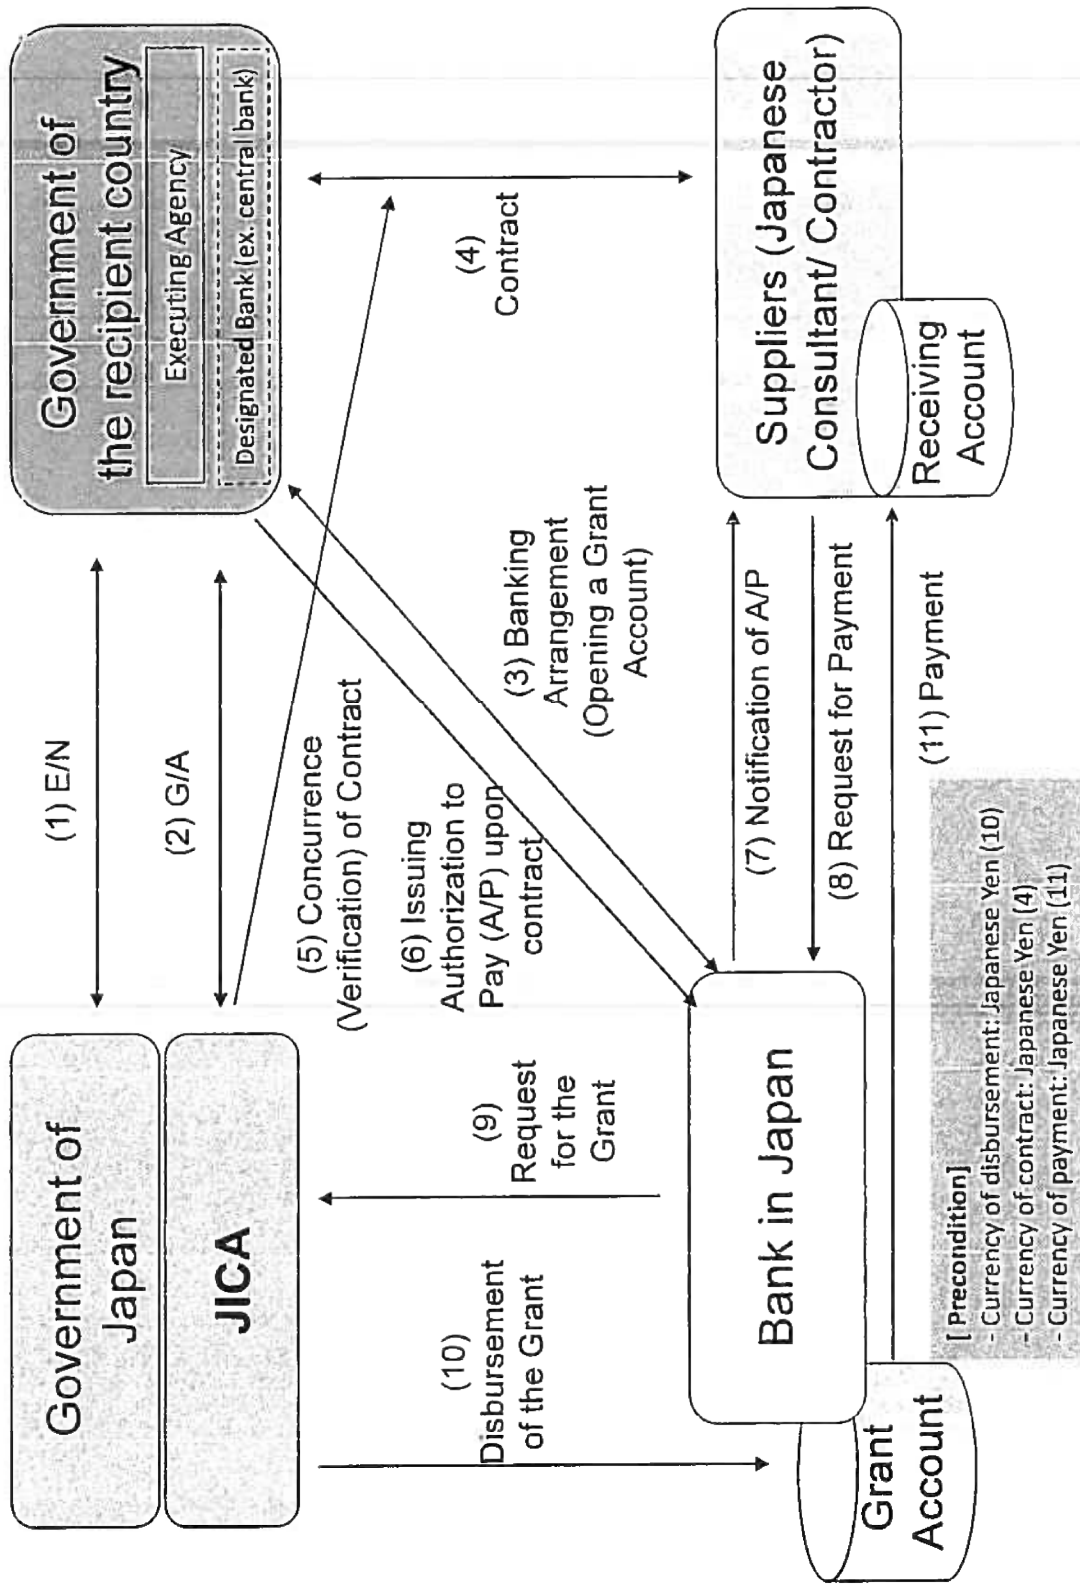 Government of
Japan
JICA
(1) E/N
(2) G/A
Government of
the recipient country
Executing Agency
Designated Bank (ex. central bank)
(5) Concurrence
(Verification) of Contract
(6) Issuing
Authorization to
Pay (A/P) upon
contract
(4)
Contract
(9)
Request
for the
Grant
(10)
Disbursement
of the Grant
(3) Banking
Arrangement
(Opening a Grant
Account)
Bank in Japan
Grant
Account
(7) Notification of A/P
(8) Request for Payment
(11) Payment
Suppliers (Japanese
Consultant/ Contractor)
Receiving
Account
[ Precondition]
- Currency of disbursement: Japanese Yen (10)
- Currency of contract: Japanese Yen (4)
- Currency of payment: Japanese Yen (11)